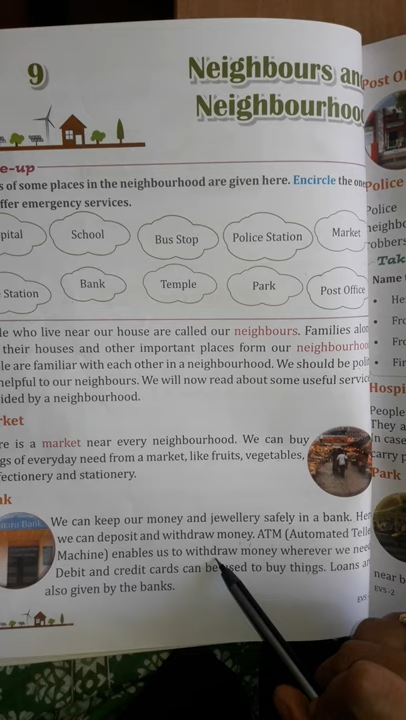 9
Neighbours an
Neighbourhoo
e-up
s of some places in the neighbourhood are given here. Encircle the one
ffer emergency services.
pital
School
Bus Stop
Police Station
Market
Station
Bank
Temple
Park
Post Office
le who live near our house are called our neighbours. Families alon
their houses and other important places form our neighbourhoo
le are familiar with each other in a neighbourhood. We should be poli
helpful to our neighbours. We will now read about some useful servic
ided by a neighbourhood.
rket
re is a market near every neighbourhood. We can buy
gs of everyday need from a market, like fruits, vegetables,
fectionery and stationery.
nk
Bank
We can keep our money and jewellery safely in a bank. Her
we can deposit and withdraw money. ATM (Automated Telle
Machine) enables us to withdraw money wherever we need
Debit and credit cards can be used to buy things. Loans ar
also given by the banks.
EVS
Post Of
Police
Police
neighbo
robbers
Tak
Name
He
Fro
Fro
Fir
Hospi
People
They a
n case
carry p
Park
near b
EVS-2